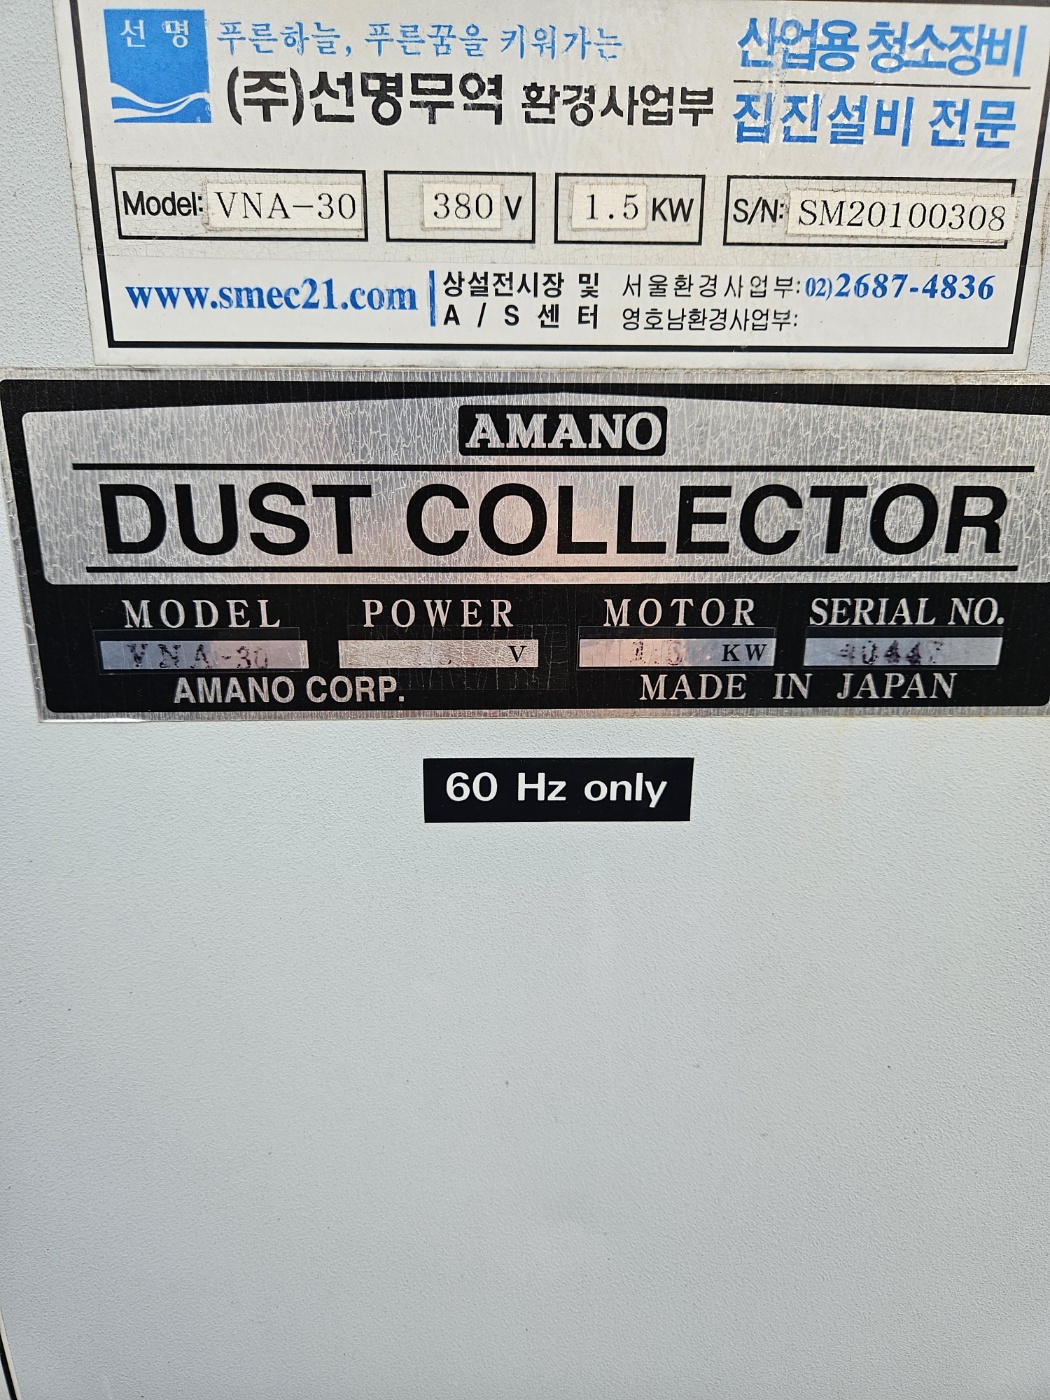 선명 푸른하늘, 푸른꿈을 키워가는 산업용 청소장비
(주)선명무역 환경사업부 집진설비 전문
Model: VNA-30 380 V 1.5 KW S/N: SM20100308
www.smec21.com 상설전시장 및 서울환경사업부: 02)2687-4836
A / S 센 터 영호남환경사업부:
AMANO
DUST COLLECTOR
MODEL POWER MOTOR SERIAL NO.
VNA-30 V 1.5 KW
AMANO CORP. MADE IN JAPAN
60 Hz only